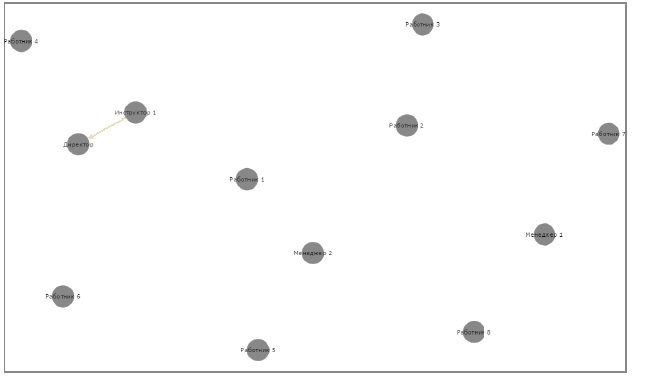 Работник 3
Работник 4
Инструктор 1
Работник 2
Работник 7
Директор
Работник 1
Менеджер 1
Менеджер 2
Работник 6
Работник 8
Работник 5